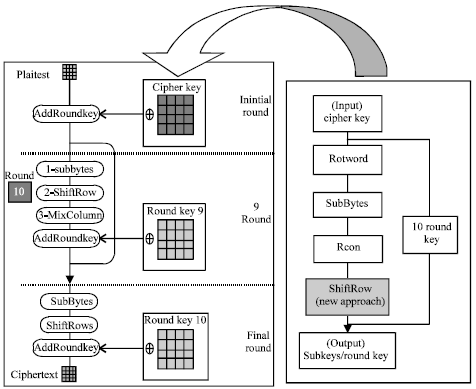 Plaitest
Cipher key
AddRoundkey
Inintial
round
Round
10
1-subbytes
2-ShiftRow
3-MixColumn
AddRoundkey
Round key 9
9
Round
SubBytes
ShiftRows
AddRoundkey
Ciphertext
Round key 10
Final
round
(Input)
cipher key
Rotword
SubBytes
Rcon
ShiftRow
(new approach)
10 round
key
(Output)
Subkeys/round key